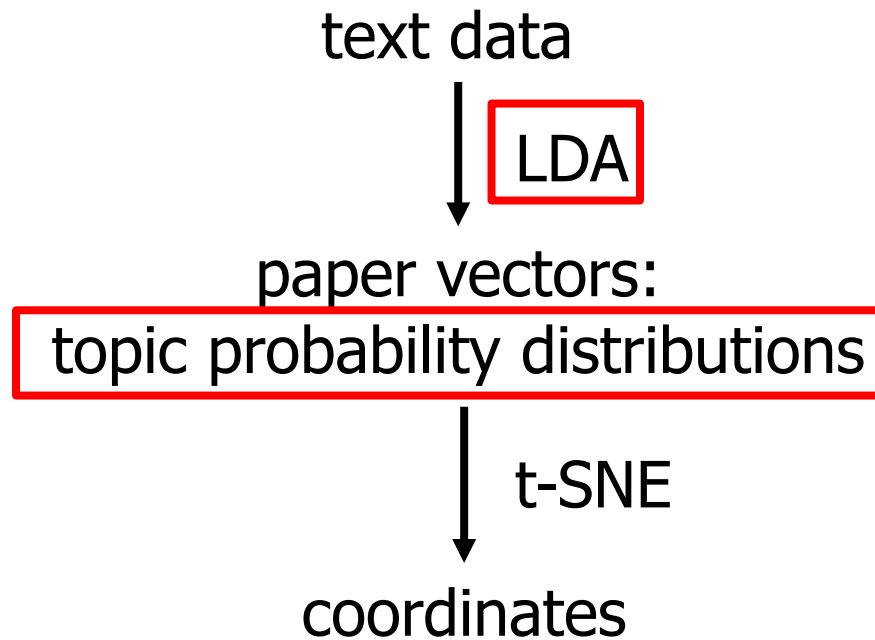 text data
LDA
paper vectors:
topic probability distributions
t-SNE
coordinates